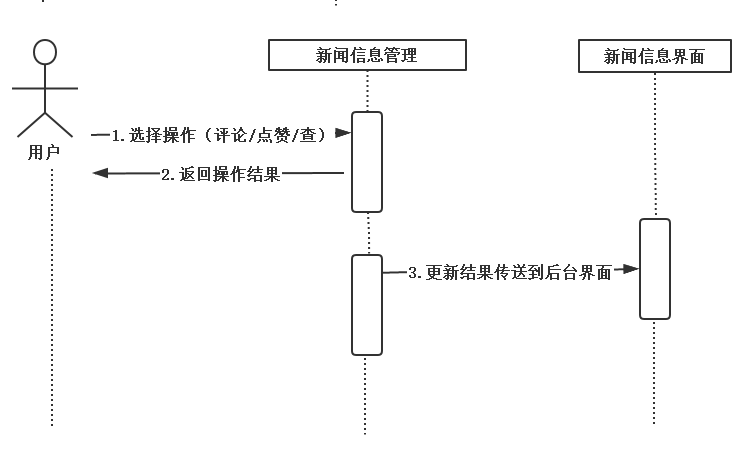 新闻信息管理
新闻信息界面
用户
1.选择操作（评论/点赞/查）
2.返回操作结果
3.更新结果传送到后台界面